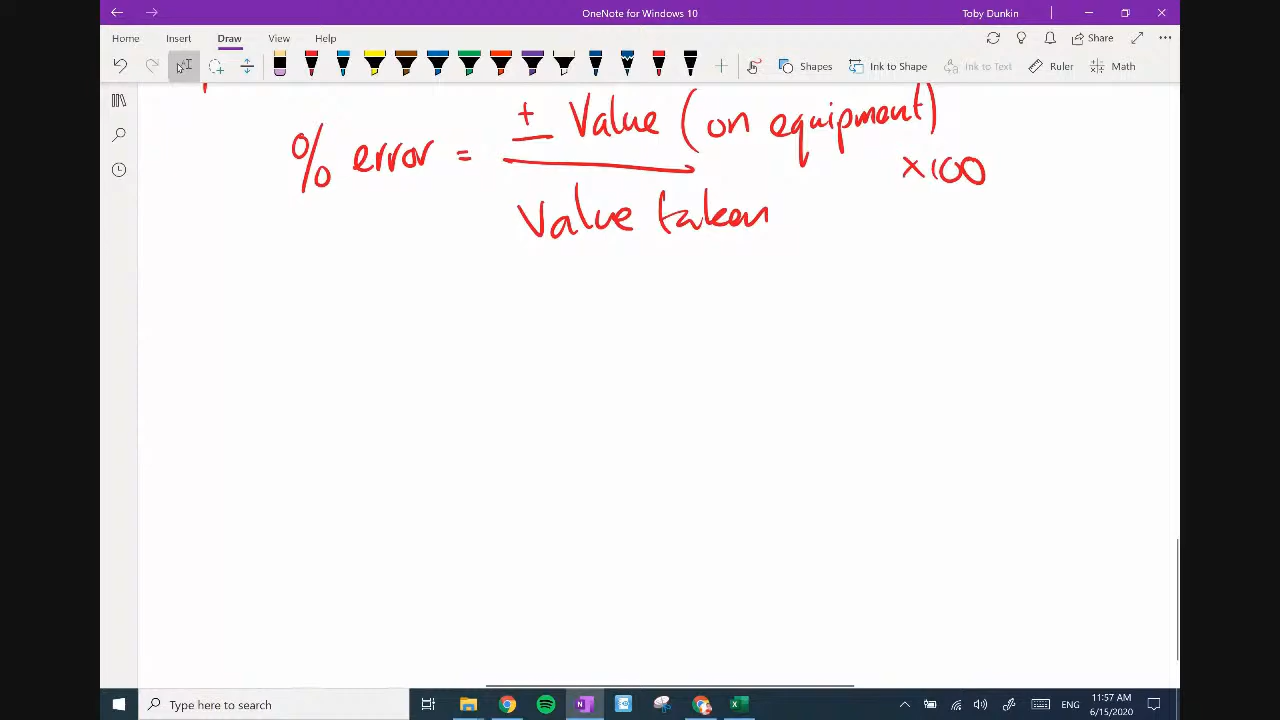 OneNote for Windows 10
Toby Dunkin
Home Insert Draw View Help
Share
Shapes Ink to Shape Ink to Text Ruler Math
± Value (on equipment)
% error = ×100
Value taken
Type here to search
ENG
11:57 AM
6/15/2020